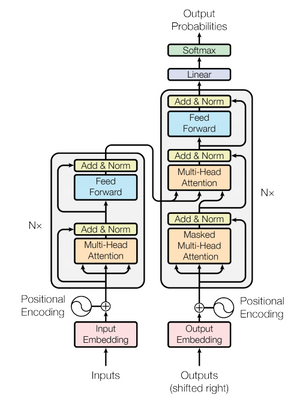 Output
Probabilities
Softmax
Linear
Add & Norm
Feed
Forward
Add & Norm
Multi-Head
Attention
Add & Norm
Masked
Multi-Head
Attention
N×
Positional
Encoding
Output
Embedding
Outputs
(shifted right)
Add & Norm
Feed
Forward
Add & Norm
Multi-Head
Attention
N×
Positional
Encoding
Input
Embedding
Inputs